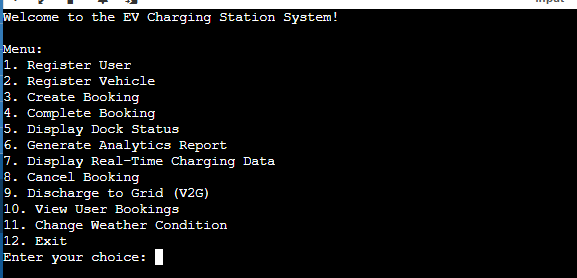 Welcome to the EV Charging Station System!
Menu:
1. Register User
2. Register Vehicle
3. Create Booking
4. Complete Booking
5. Display Dock Status
6. Generate Analytics Report
7. Display Real-Time Charging Data
8. Cancel Booking
9. Discharge to Grid (V2G)
10. View User Bookings
11. Change Weather Condition
12. Exit
Enter your choice: